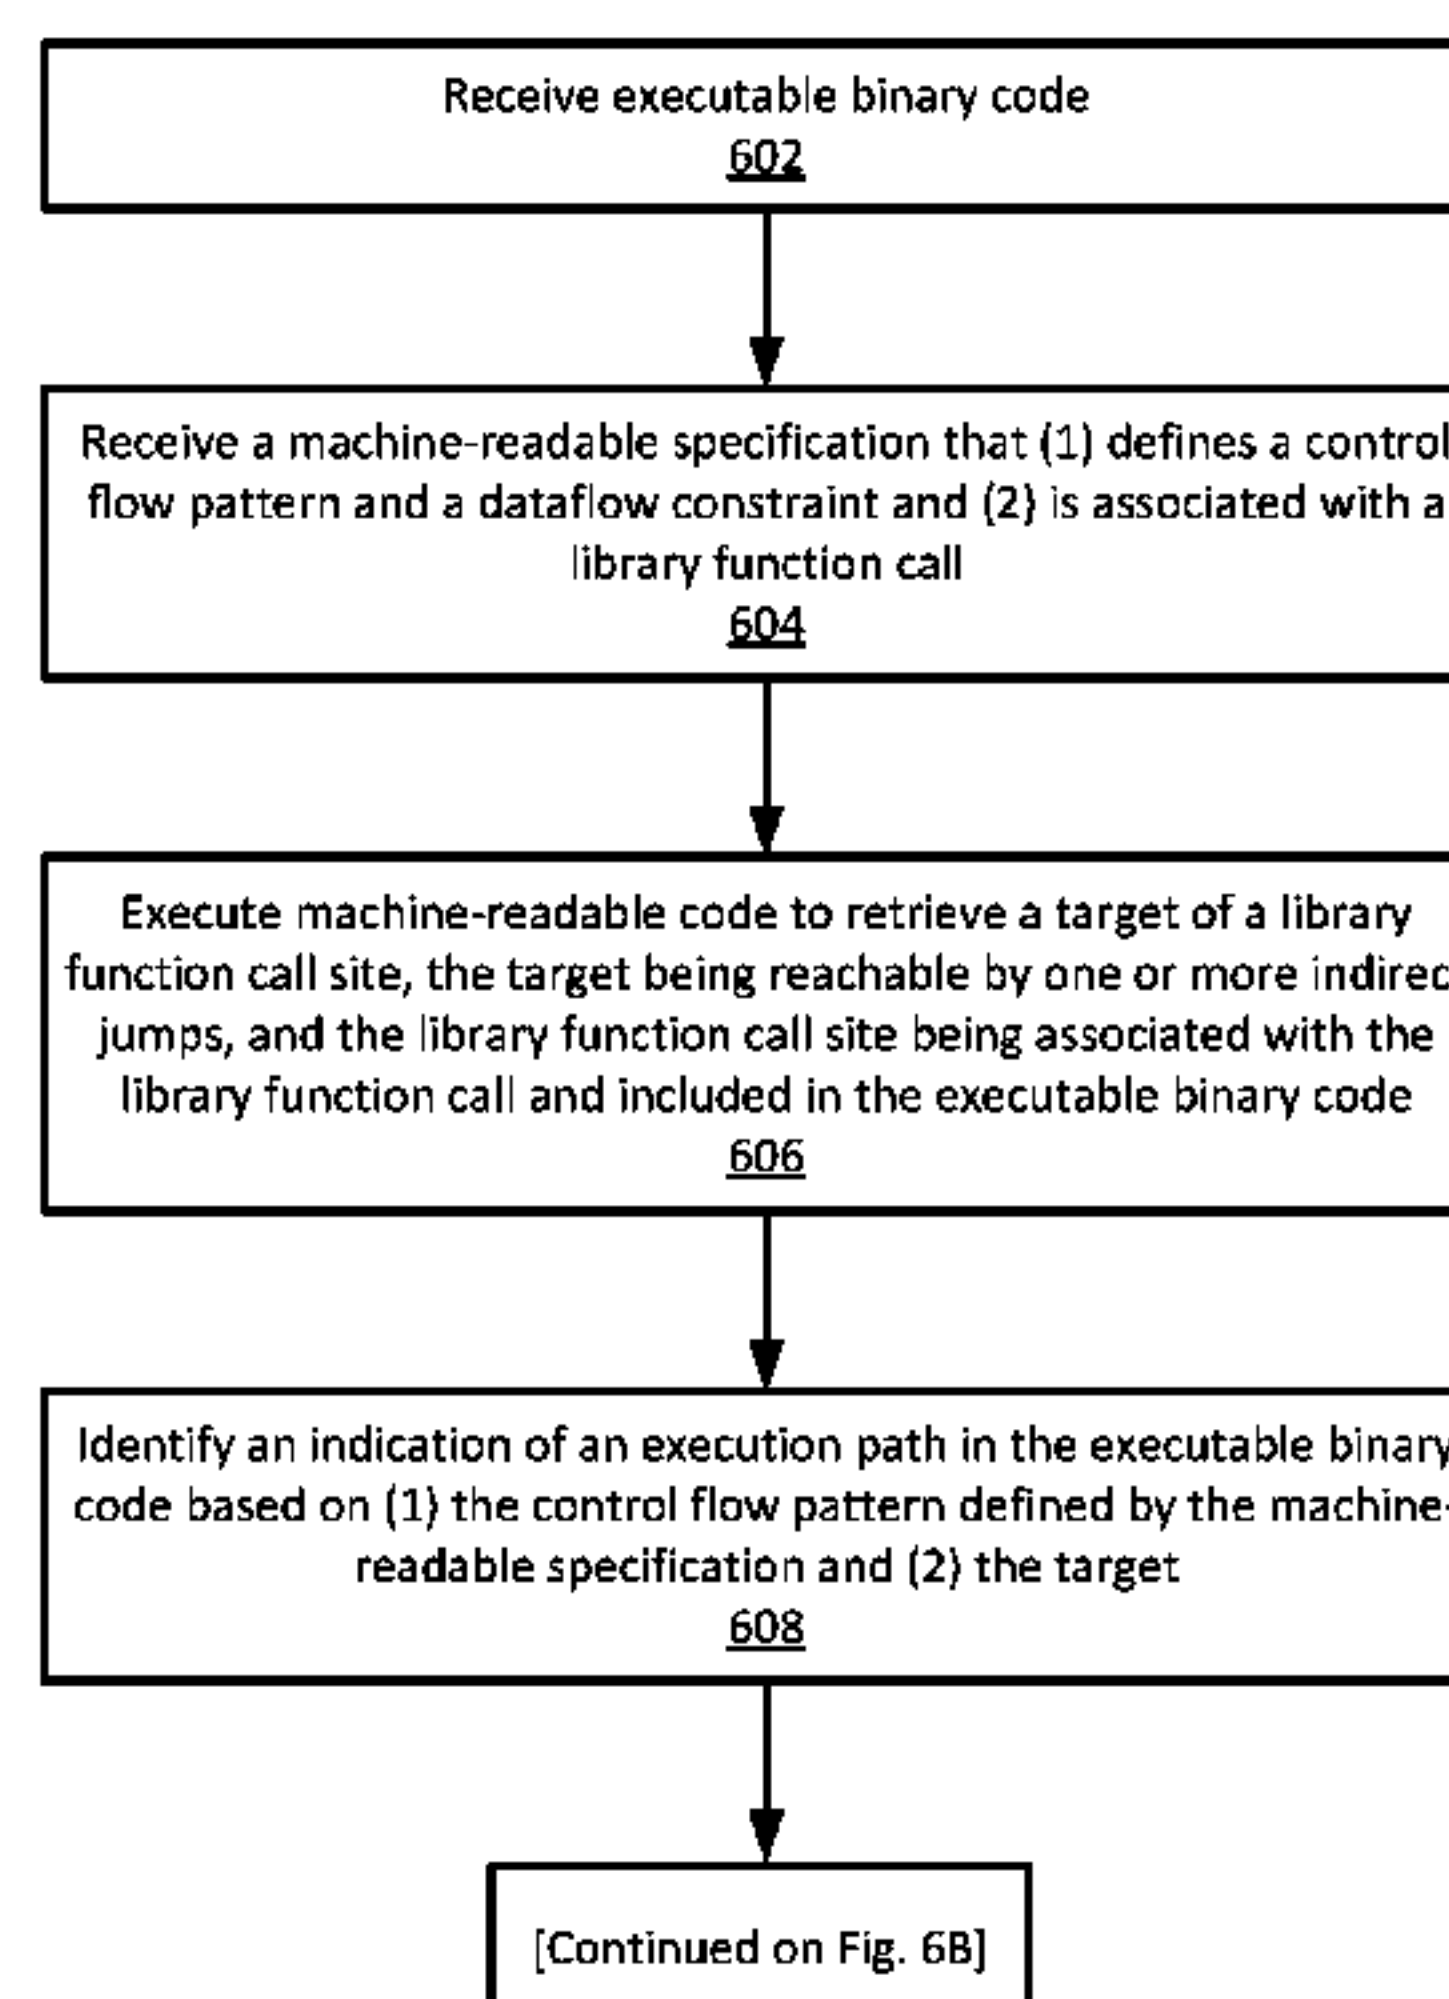 Receive executable binary code
602
Receive a machine-readable specification that (1) defines a control
flow pattern and a dataflow constraint and (2) is associated with a
library function call
604
Execute machine-readable code to retrieve a target of a library
function call site, the target being reachable by one or more indirec
jumps, and the library function call site being associated with the
library function call and included in the executable binary code
606
Identify an indication of an execution path in the executable binary
code based on (1) the control flow pattern defined by the machine-
readable specification and (2) the target
608
[Continued on Fig. 6B]